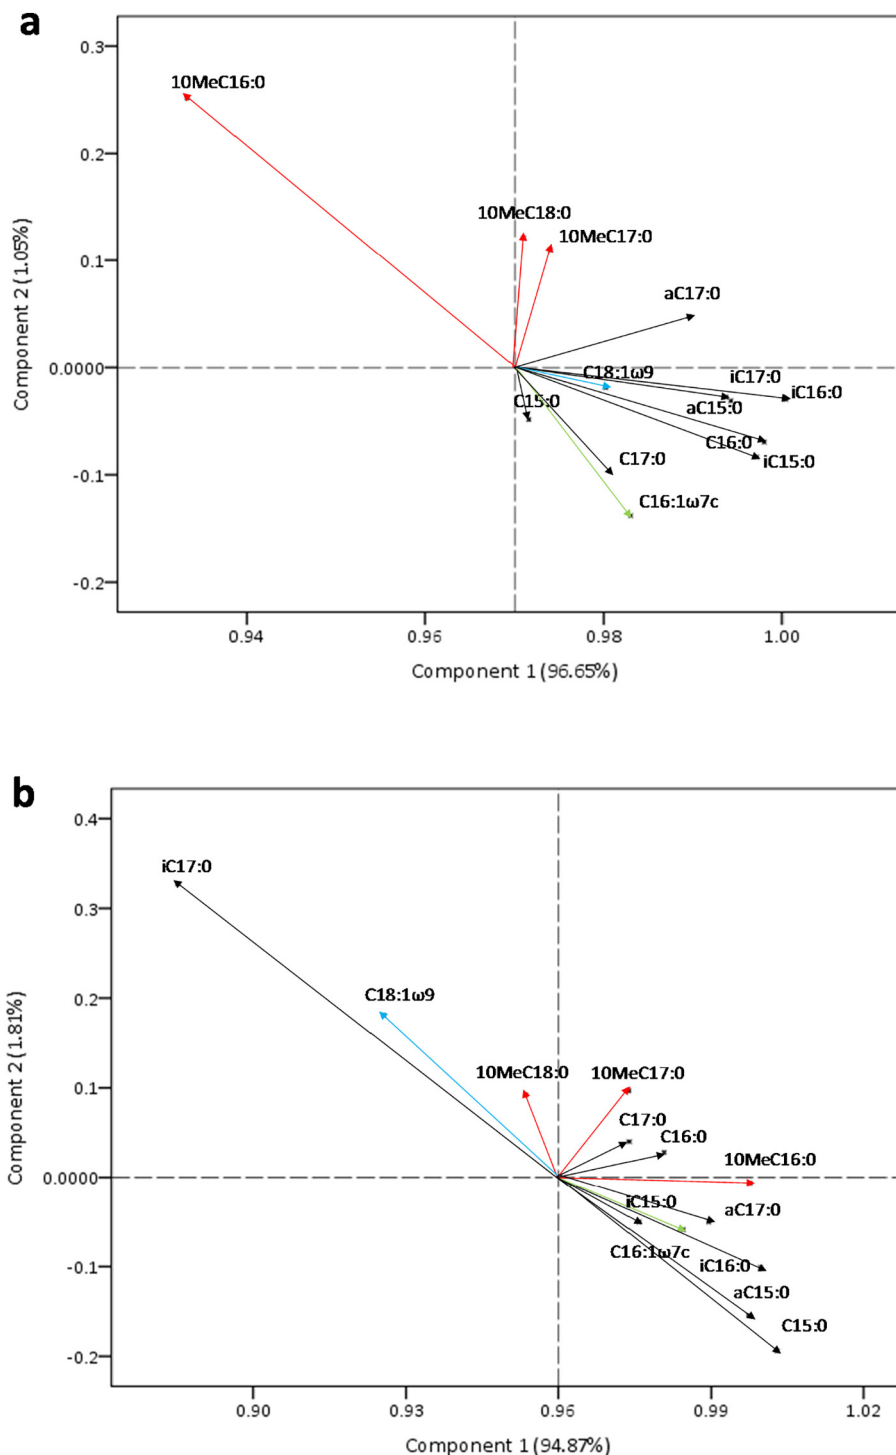 a
0.3
10MeC16:0
0.2
10MeC18:0
10MeC17:0
0.1
aC17:0
0.0000
C18:1ω9
iC17:0
iC16:0
C15:0
aC15:0
C16:0
iC15:0
C17:0
-0.1
C16:1ω7c
-0.2
Component 2 (1.05%)
0.94
0.96
0.98
1.00
Component 1 (96.65%)
b
0.4
iC17:0
0.3
C18:1ω9
0.2
10MeC18:0
10MeC17:0
0.1
C17:0
C16:0
10MeC16:0
0.0000
iC15:0
aC17:0
C16:1ω7c
iC16:0
-0.1
aC15:0
C15:0
-0.2
Component 2 (1.81%)
0.90
0.93
0.96
0.99
1.02
Component 1 (94.87%)